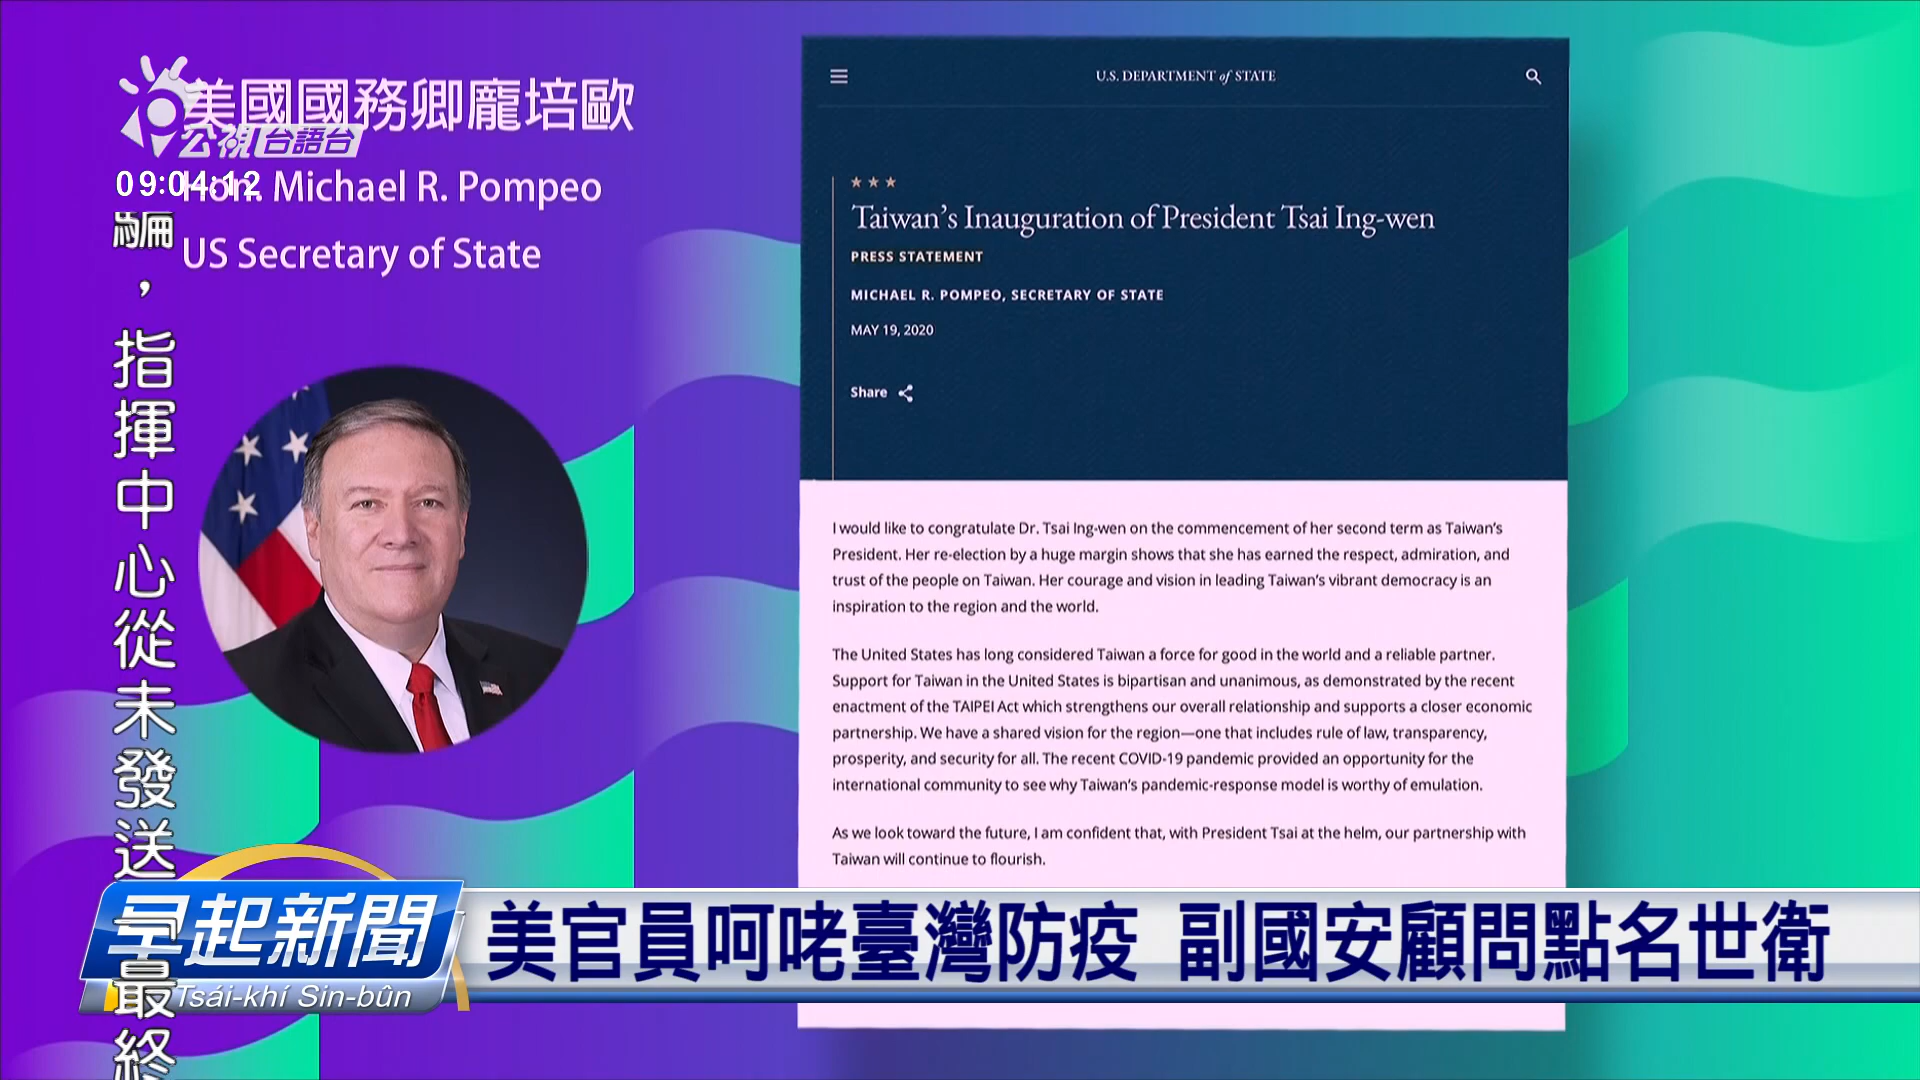 美國國務卿龐培歐
公視台語台
09:04:12
Hon. Michael R. Pompeo
US Secretary of State
騙，指揮中心從未發送「最終
U.S. DEPARTMENT of STATE
Taiwan’s Inauguration of President Tsai Ing-wen
PRESS STATEMENT
MICHAEL R. POMPEO, SECRETARY OF STATE
MAY 19, 2020
Share
I would like to congratulate Dr. Tsai Ing-wen on the commencement of her second term as Taiwan’s
President. Her re-election by a huge margin shows that she has earned the respect, admiration, and
trust of the people on Taiwan. Her courage and vision in leading Taiwan’s vibrant democracy is an
inspiration to the region and the world.
The United States has long considered Taiwan a force for good in the world and a reliable partner.
Support for Taiwan in the United States is bipartisan and unanimous, as demonstrated by the recent
enactment of the TAIPEI Act which strengthens our overall relationship and supports a closer economic
partnership. We have a shared vision for the region—one that includes rule of law, transparency,
prosperity, and security for all. The recent COVID-19 pandemic provided an opportunity for the
international community to see why Taiwan’s pandemic-response model is worthy of emulation.
As we look toward the future, I am confident that, with President Tsai at the helm, our partnership with
Taiwan will continue to flourish.
早起新聞
Tsái-khí Sin-bûn
美官員呵咾臺灣防疫 副國安顧問點名世衛